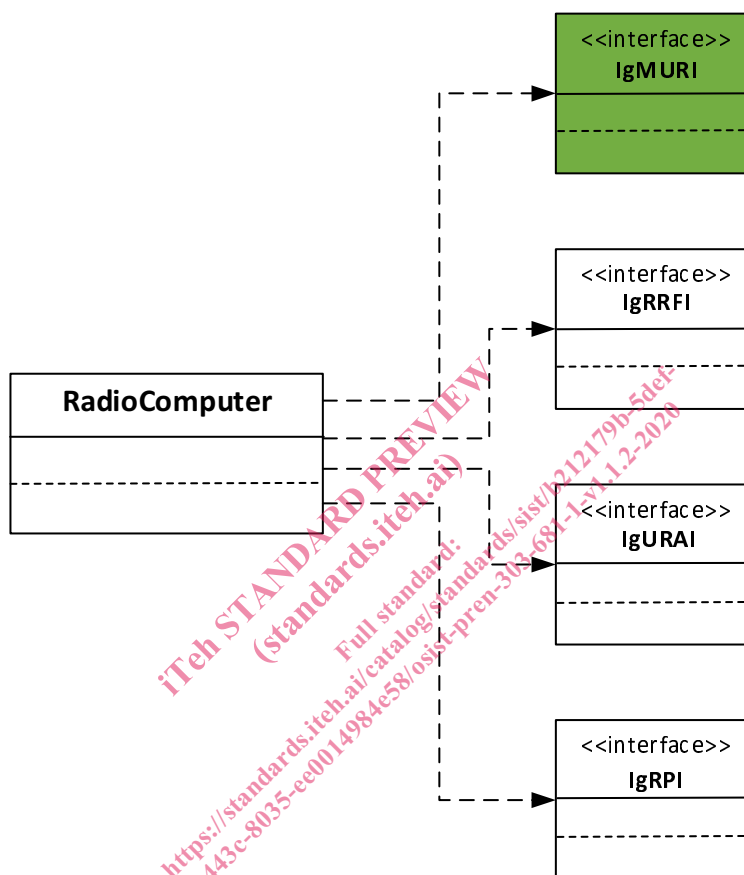 <<interface>>
IgMURI
<<interface>>
IgRRFI
RadioComputer
<<interface>>
IgURAI
<<interface>>
IgRPI
iTeh STANDARD PREVIEW
(standards.iteh.ai)
Full standard:
https://standards.iteh.ai/catalog/standards/sist/b212179b-5def-
443c-8035-ee0014984e58/osist-pren-303-681-1-v1.1.2-2020